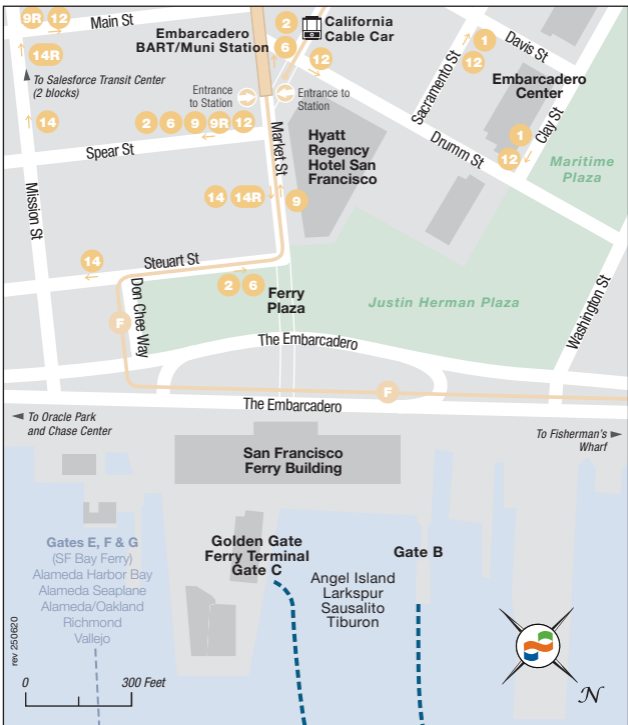 9R 12
Main St
14R
To Salesforce Transit Center
(2 blocks)
14
Mission St
Embarcadero
BART/Muni Station
2
6
California
Cable Car
12
Entrance
to Station
Entrance to
Station
2 6 9 9R 12
Spear St
Market St
Hyatt
Regency
Hotel San
Francisco
14 14R
9
Sacramento St
1
12
Davis St
Embarcadero
Center
Clay St
1
12
Drumm St
Maritime
Plaza
14
Steuart St
2 6
Ferry
Plaza
Justin Herman Plaza
Washington St
Don Chee Way
F
The Embarcadero
F
The Embarcadero
To Oracle Park
and Chase Center
To Fisherman's
Wharf
San Francisco
Ferry Building
Gates E, F & G
(SF Bay Ferry)
Alameda Harbor Bay
Alameda Seaplane
Alameda/Oakland
Richmond
Vallejo
Golden Gate
Ferry Terminal
Gate C
Gate B
Angel Island
Larkspur
Sausalito
Tiburon
rev 250620
0 300 Feet
N